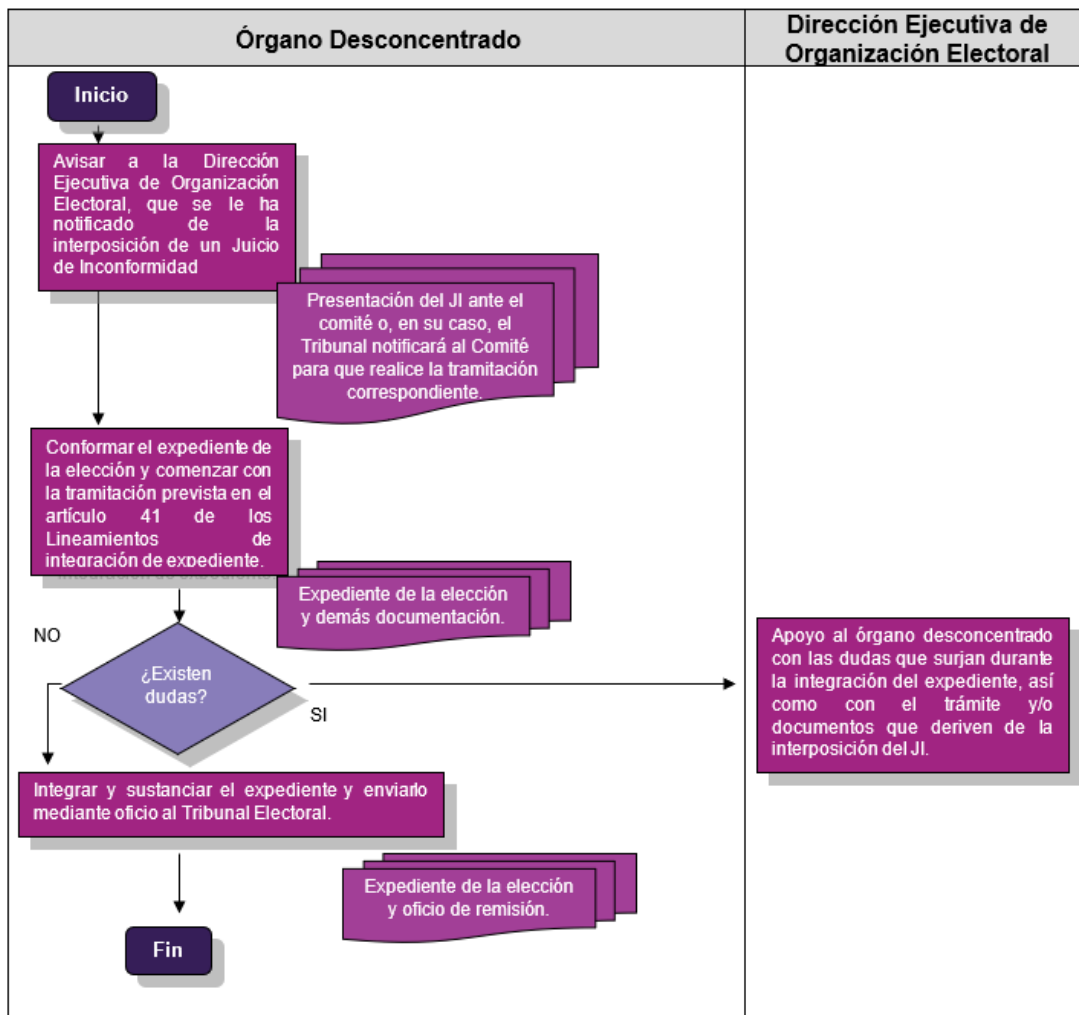 Órgano Desconcentrado
Dirección Ejecutiva de
Organización Electoral
Inicio
Avisar a la Dirección
Ejecutiva de Organización
Electoral, que se le ha
notificado de la
interposición de un Juicio
de Inconformidad
Presentación del JI ante el
comité o, en su caso, el
Tribunal notificará al Comité
para que realice la tramitación
correspondiente.
Conformar el expediente de
la elección y comenzar con
la tramitación prevista en el
artículo 41 de los
Lineamientos de
integración de expediente.
Expediente de la elección
y demás documentación.
NO
¿Existen
dudas?
SI
Apoyo al órgano desconcentrado
con las dudas que surjan durante
la integración del expediente, así
como con el trámite y/o
documentos que deriven de la
interposición del JI.
Integrar y sustanciar el expediente y enviarlo
mediante oficio al Tribunal Electoral.
Expediente de la elección
y oficio de remisión.
Fin